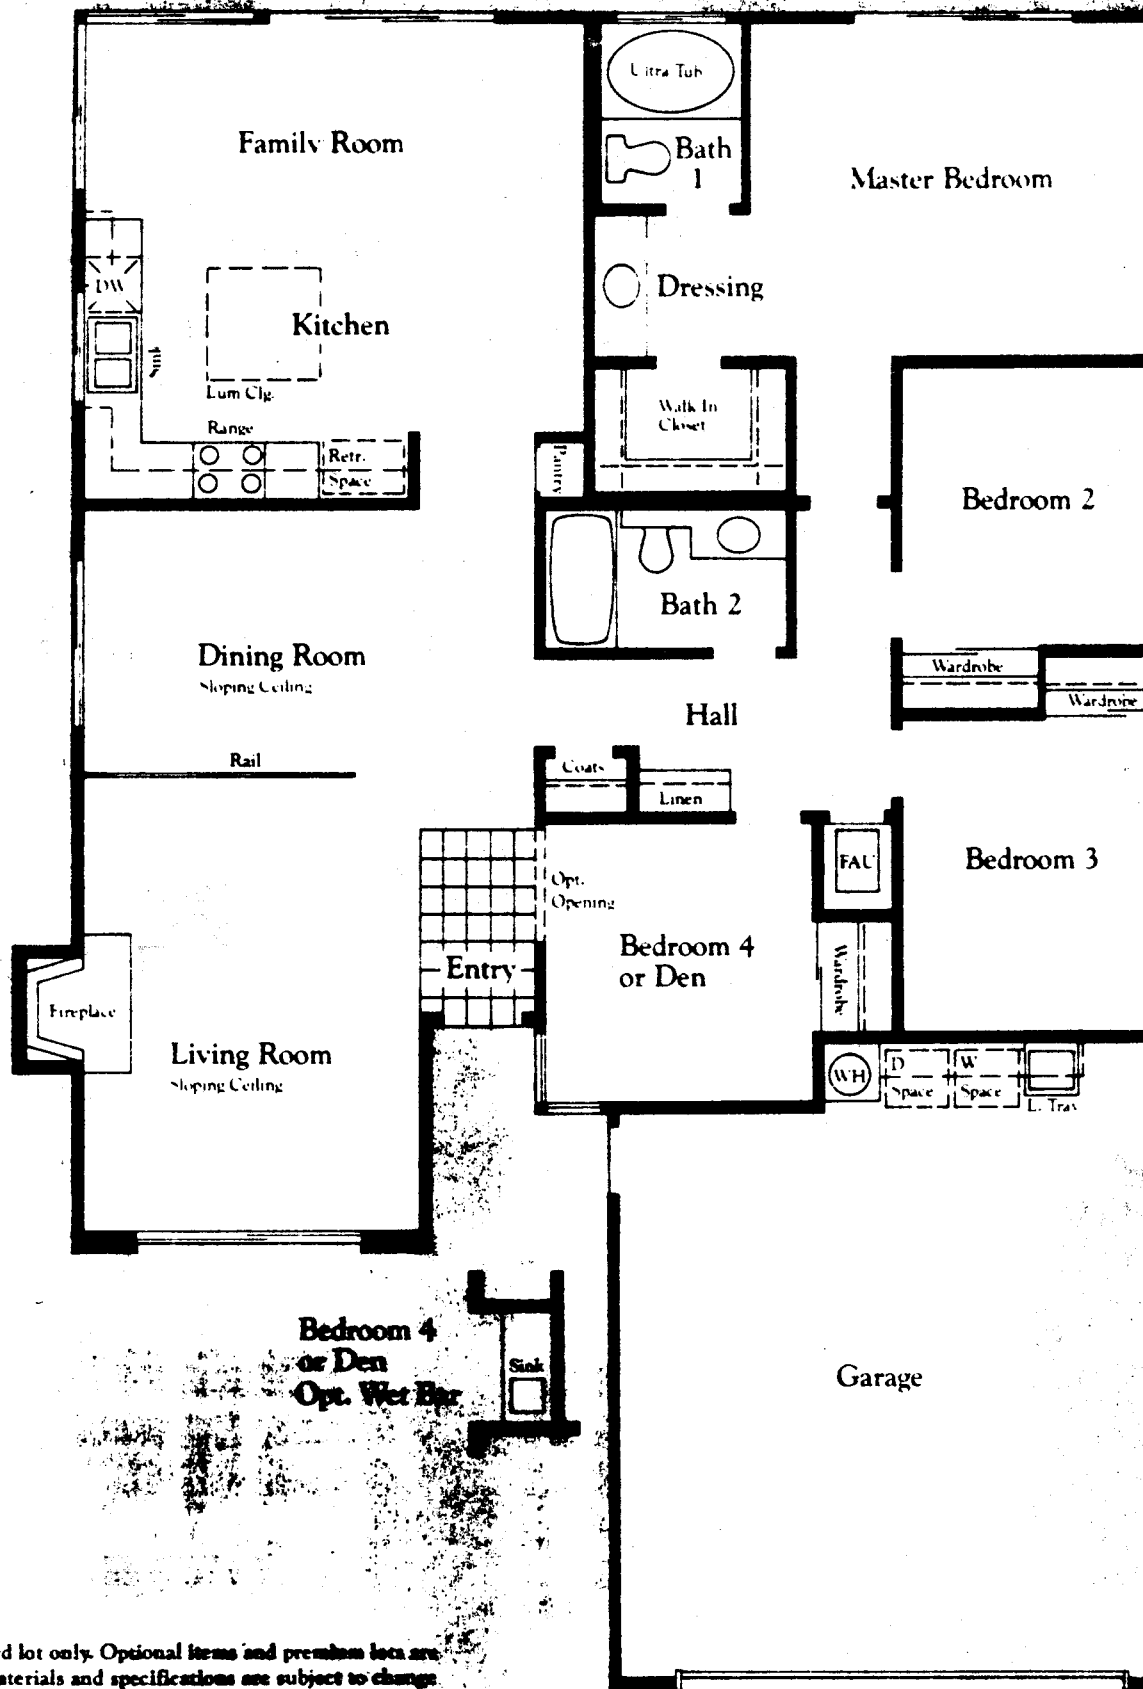 Ultra Tub
Family Room
Bath
1
Master Bedroom
DW
Dressing
Kitchen
Sink
Lum Clg.
Walk In
Closet
Range
Refr.
Space
Pantry
Bedroom 2
Bath 2
Dining Room
Sloping Ceiling
Wardrobe
Wardrobe
Hall
Rail
Coats
Linen
FAU
Bedroom 3
Opt.
Opening
Bedroom 4
or Den
Entry
Wardrobe
Fireplace
Living Room
Sloping Ceiling
WH
D
Space
W
Space
L. Tray
Bedroom 4
or Den
Opt. Wet Bar
Sink
Garage
d lot only. Optional items and premium lots are
aterials and specifications are subject to change